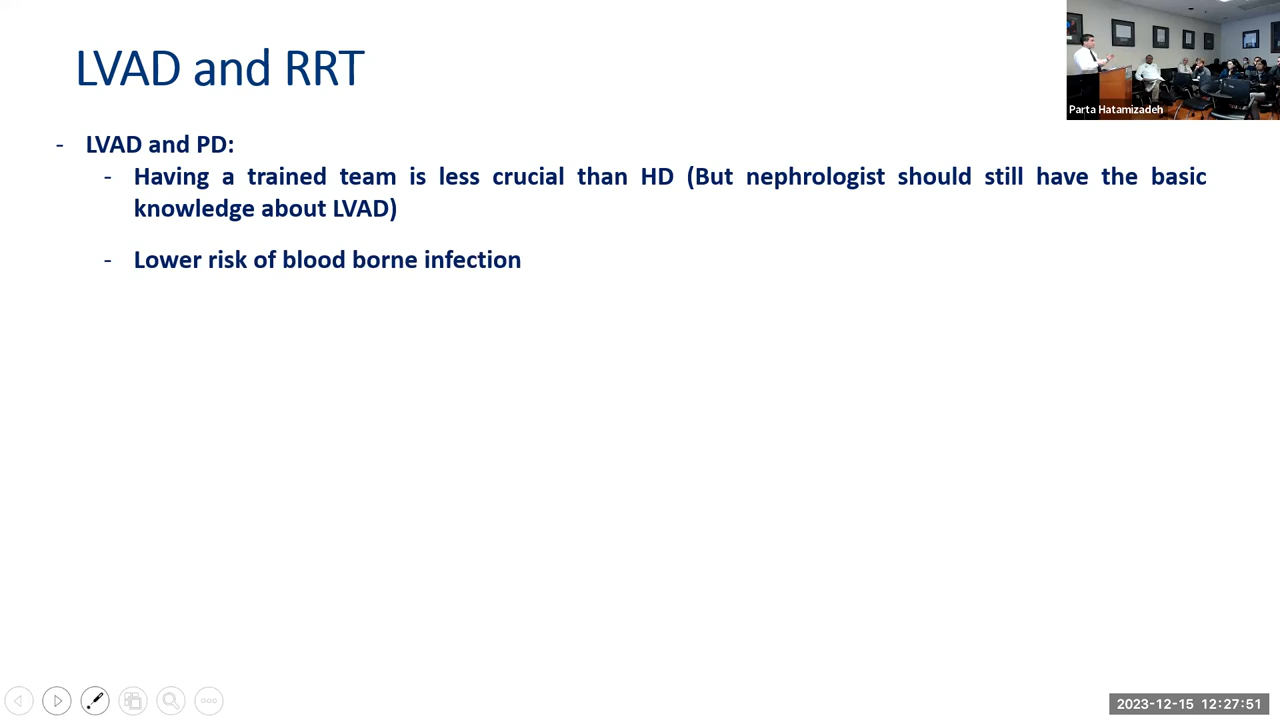 LVAD and RRT
Parta Hatamizadeh
- LVAD and PD:
- Having a trained team is less crucial than HD (But nephrologist should still have the basic
knowledge about LVAD)
- Lower risk of blood borne infection
2023-12-15 12:27:51